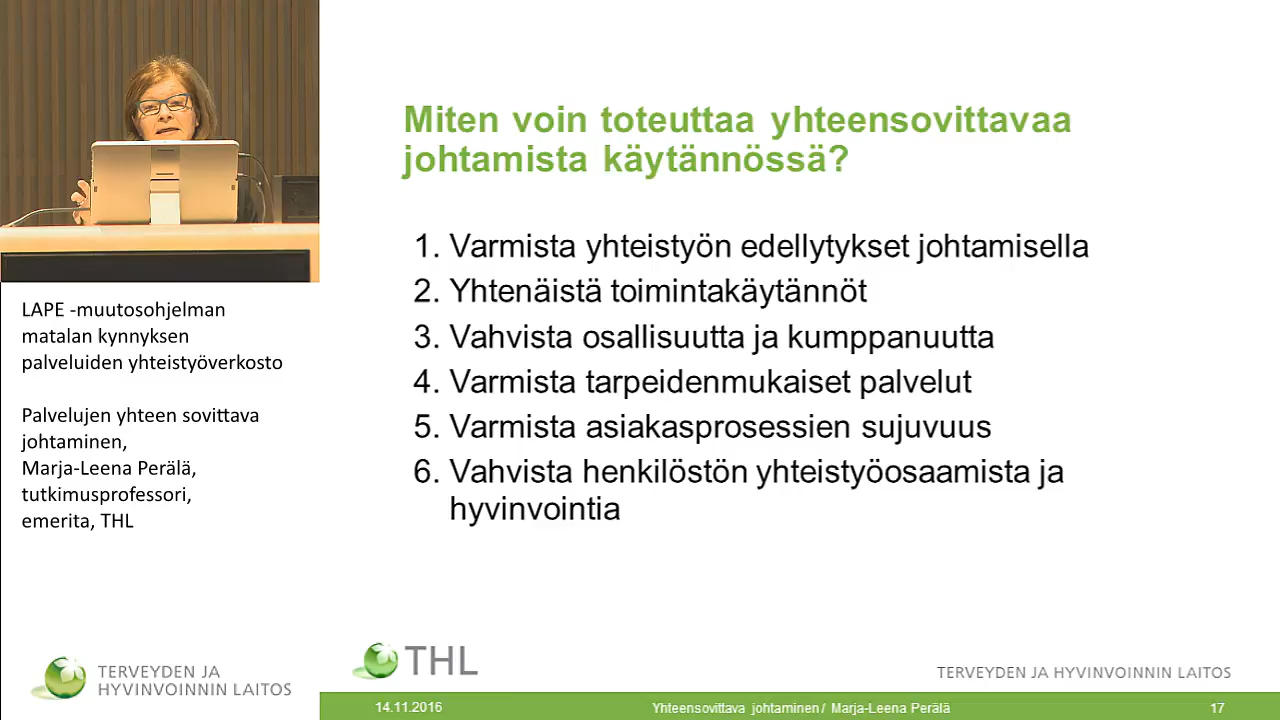 LAPE -muutosohjelman
matalan kynnyksen
palveluiden yhteistyöverkosto
Palvelujen yhteen sovittava
johtaminen,
Marja-Leena Perälä,
tutkimusprofessori,
emerita, THL
TERVEYDEN JA
HYVINVOINNIN LAITOS
Miten voin toteuttaa yhteensovittavaa
johtamista käytännössä?
1. Varmista yhteistyön edellytykset johtamisella
2. Yhtenäistä toimintakäytännöt
3. Vahvista osallisuutta ja kumppanuutta
4. Varmista tarpeidenmukaiset palvelut
5. Varmista asiakasprosessien sujuvuus
6. Vahvista henkilöstön yhteistyöosaamista ja
hyvinvointia
THL
TERVEYDEN JA HYVINVOINNIN LAITOS
14.11.2016
Yhteensovittava johtaminen / Marja-Leena Perälä
17